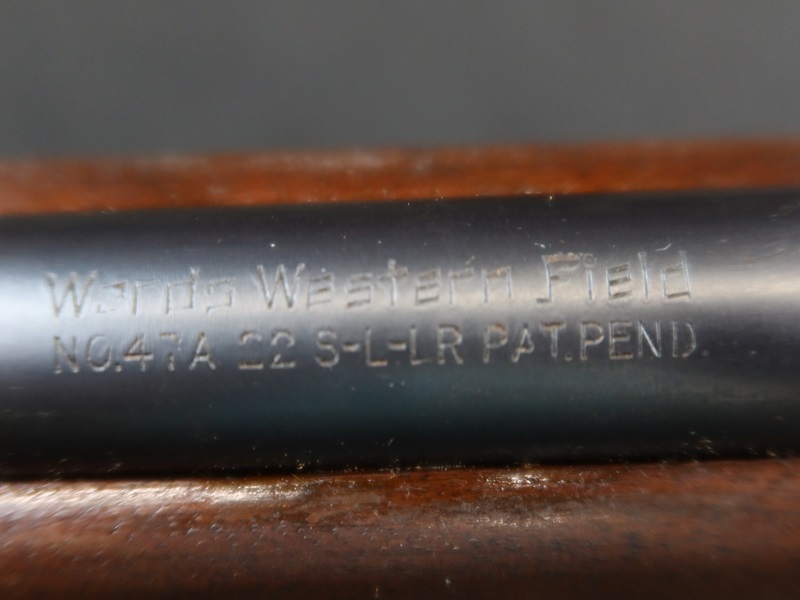 Wards Western Field
NO.47A 22 S-L-LR PAT.PEND.